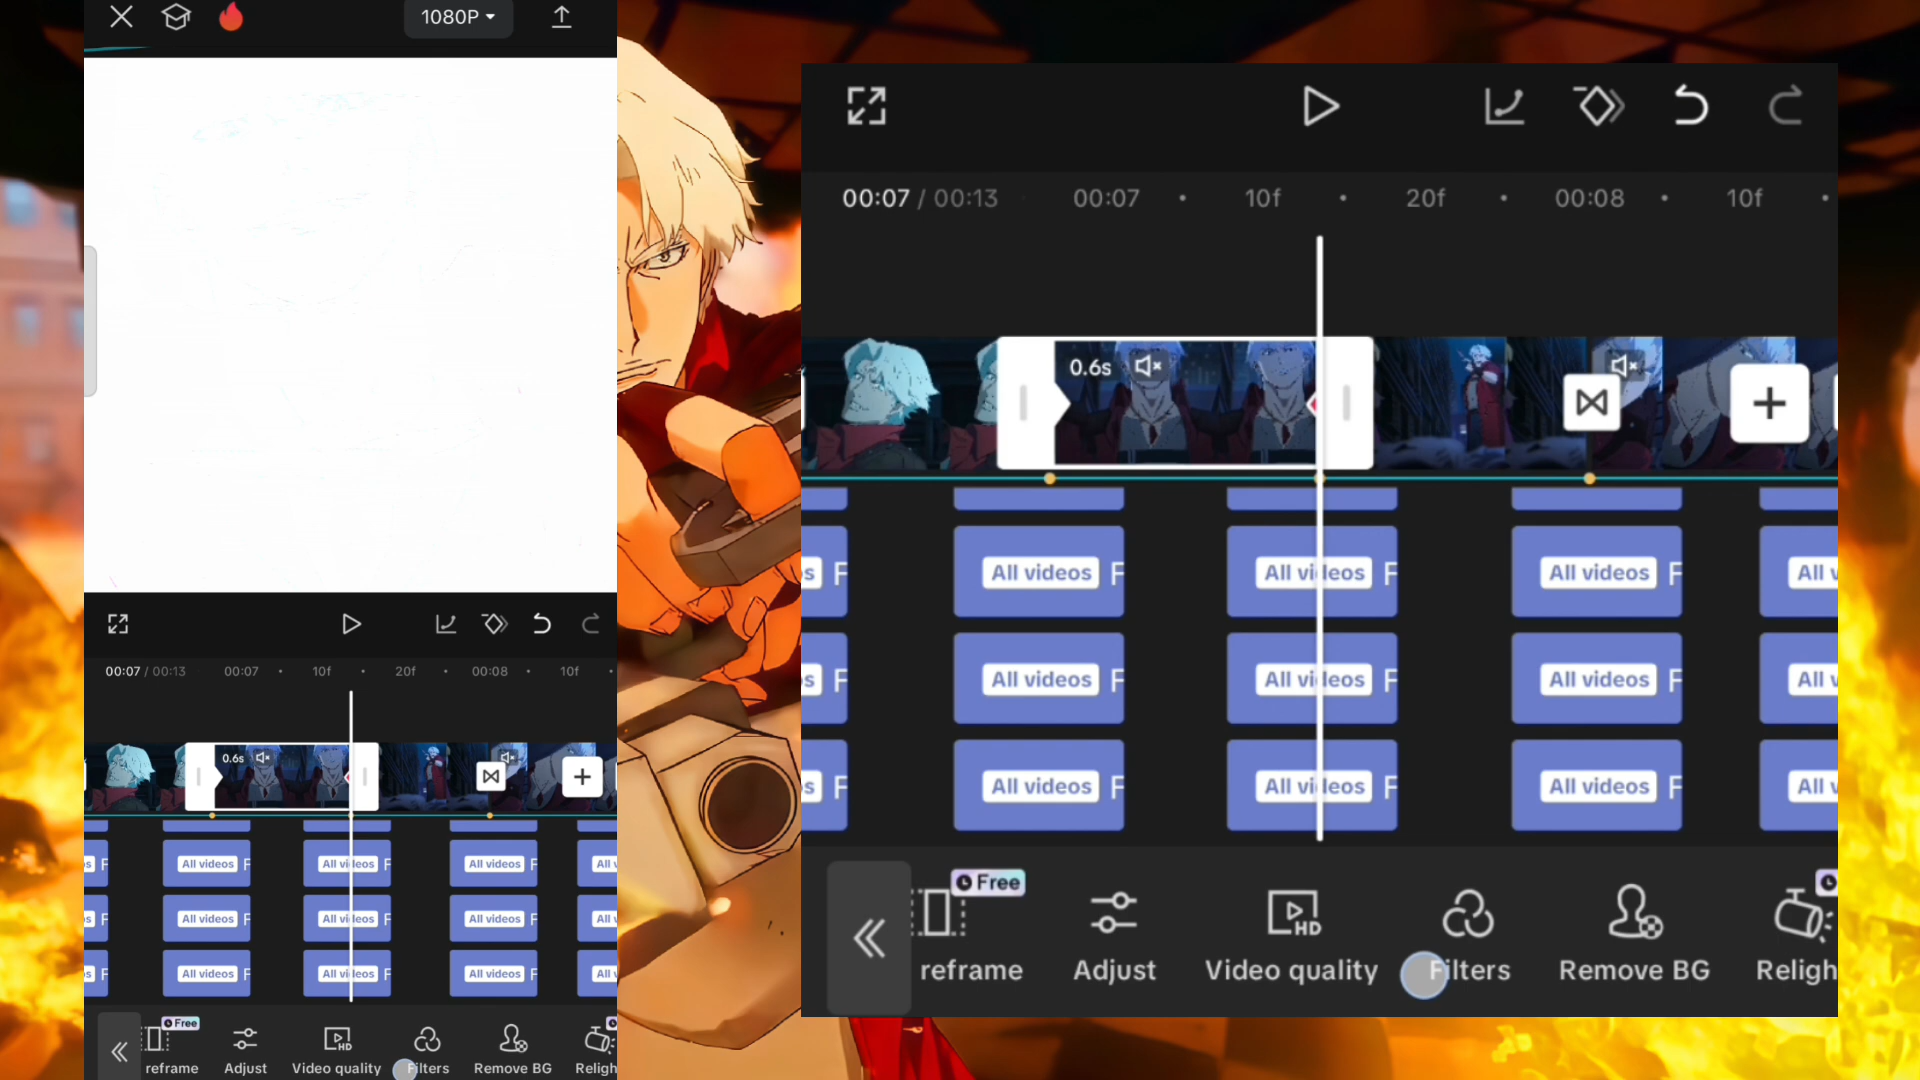 1080P
00:07 / 00:13 00:07 10f 20f 00:08 10f
0.6s
All videos F All videos F All videos F
All videos F All videos F All videos F
All videos F All videos F All videos F
Free
reframe Adjust Video quality Filters Remove BG
00:07 / 00:13 00:07 10f 20f 00:08 10f
0.6s
s F All videos F All videos F All videos F All
s F All videos F All videos F All videos F All
s F All videos F All videos F All videos F All
Free
reframe Adjust Video quality Filters Remove BG Religh